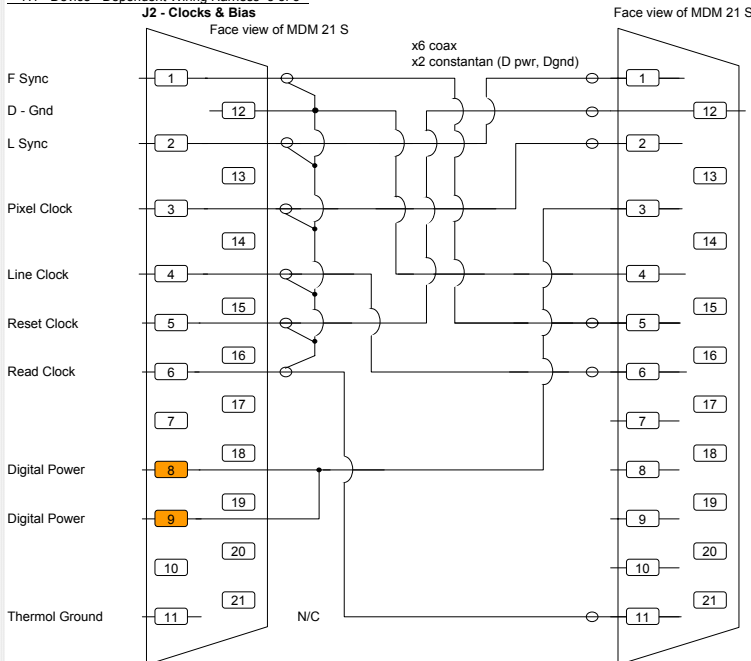 J2 - Clocks & Bias
Face view of MDM 21 S
Face view of MDM 21 S
x6 coax
x2 constantan (D pwr, Dgnd)
F Sync
1
1
D - Gnd
12
12
L Sync
2
2
13
13
Pixel Clock
3
3
14
14
Line Clock
4
4
15
15
Reset Clock
5
5
16
16
Read Clock
6
6
17
17
7
7
18
18
Digital Power
8
8
19
19
Digital Power
9
9
20
20
10
10
21
21
Thermol Ground
11
N/C
11